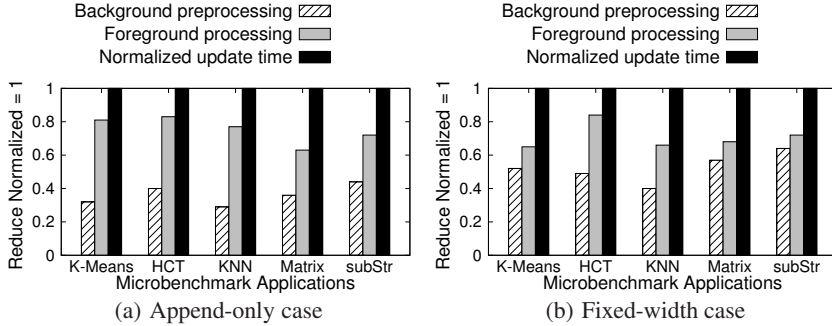 Background preprocessing
Foreground processing
Normalized update time
Reduce Normalized = 1
1
0.8
0.6
0.4
0.2
0
K-Means HCT KNN Matrix subStr
Microbenchmark Applications
(a) Append-only case
Background preprocessing
Foreground processing
Normalized update time
Reduce Normalized = 1
1
0.8
0.6
0.4
0.2
0
K-Means HCT KNN Matrix subStr
Microbenchmark Applications
(b) Fixed-width case